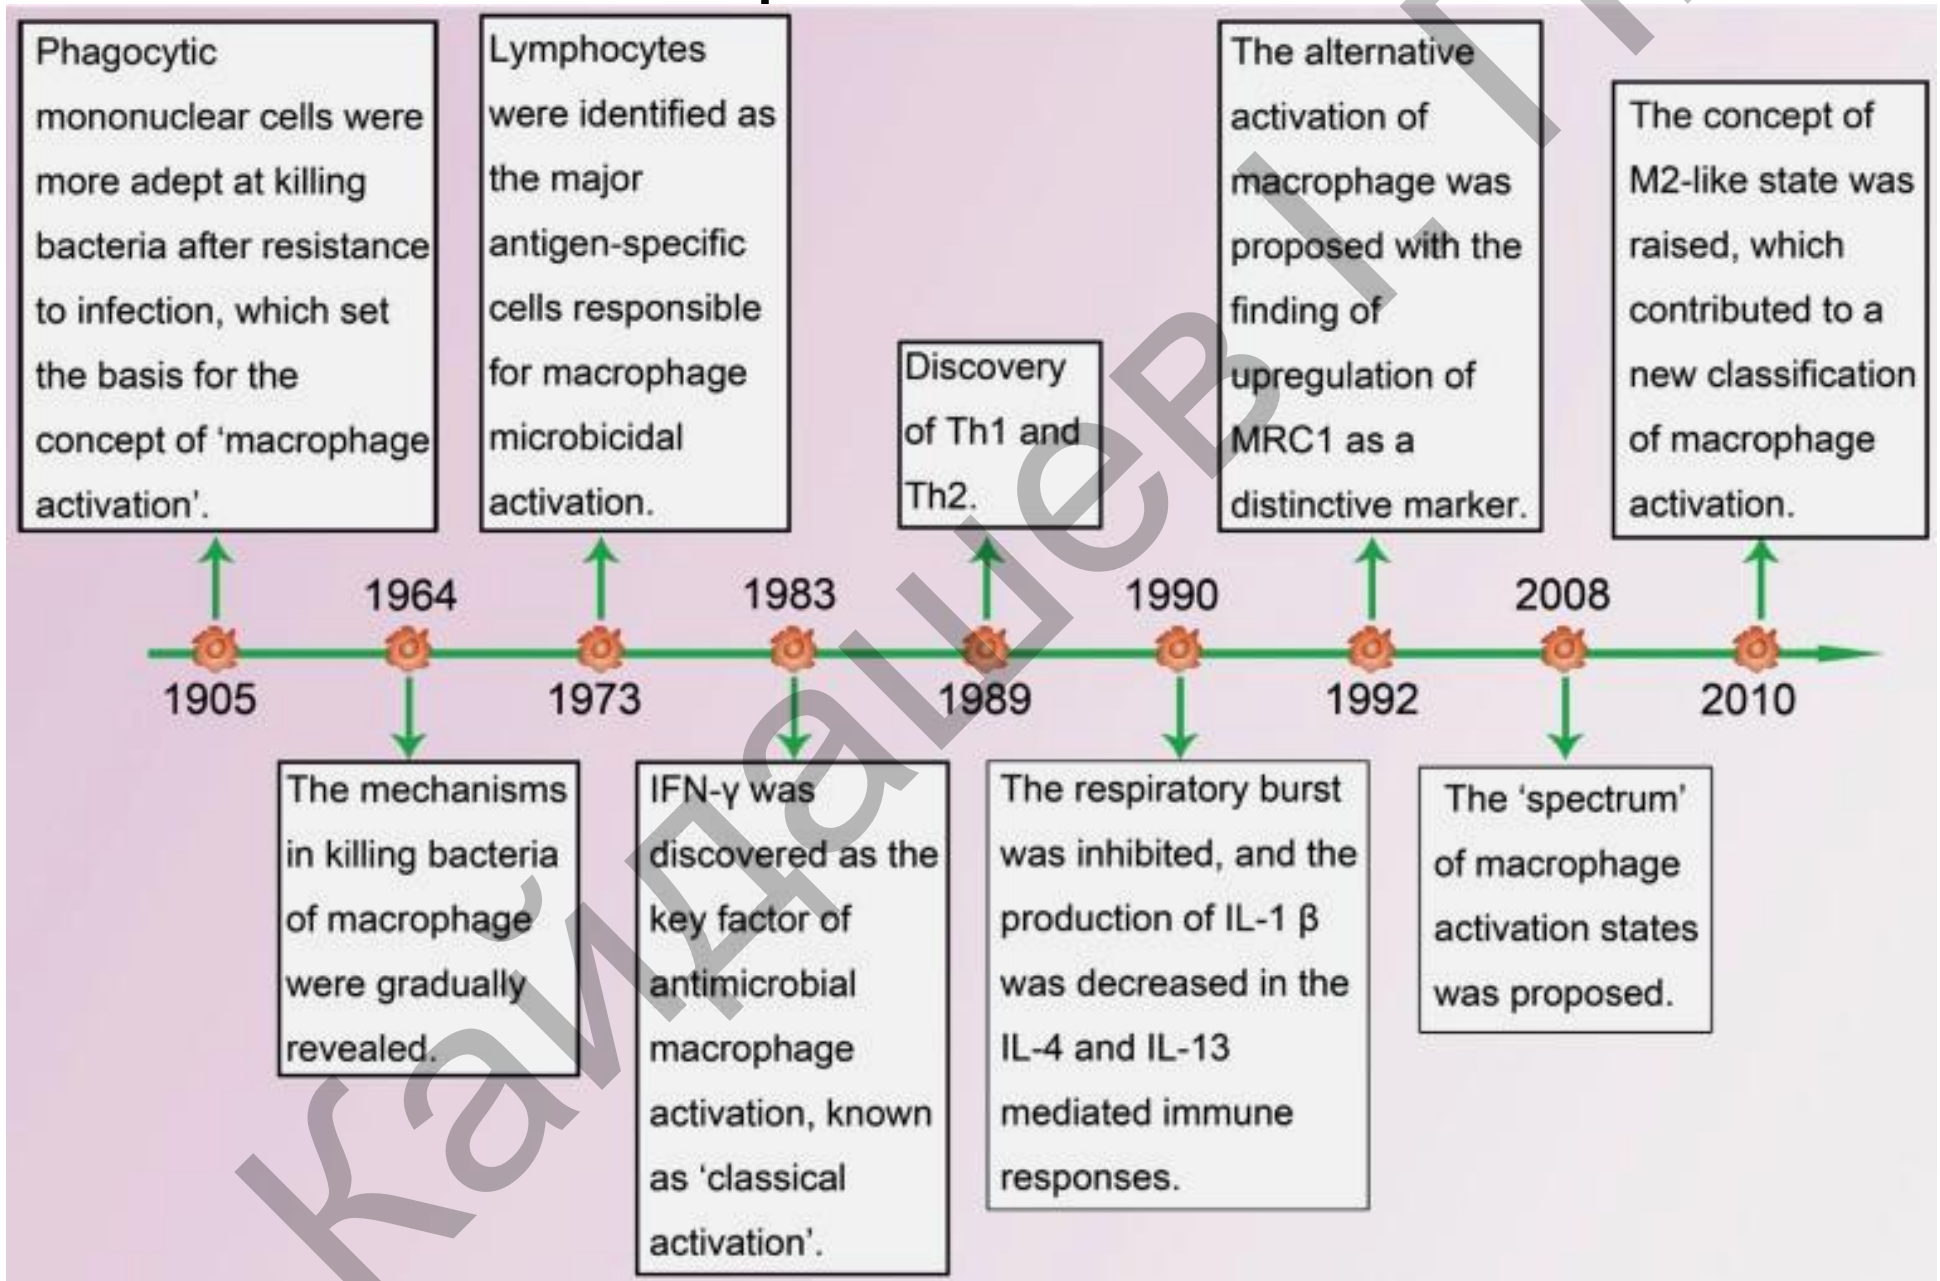 Phagocytic
mononuclear cells were
more adept at killing
bacteria after resistance
to infection, which set
the basis for the
concept of ‘macrophage
activation’.
Lymphocytes
were identified as
the major
antigen-specific
cells responsible
for macrophage
microbicidal
activation.
Discovery
of Th1 and
Th2.
The alternative
activation of
macrophage was
proposed with the
finding of
upregulation of
MRC1 as a
distinctive marker.
The concept of
M2-like state was
raised, which
contributed to a
new classification
of macrophage
activation.
1964
1983
1990
2008
1905
1973
1989
1992
2010
The mechanisms
in killing bacteria
of macrophage
were gradually
revealed.
IFN-γ was
discovered as the
key factor of
antimicrobial
macrophage
activation, known
as ‘classical
activation’.
The respiratory burst
was inhibited, and the
production of IL-1 β
was decreased in the
IL-4 and IL-13
mediated immune
responses.
The ‘spectrum’
of macrophage
activation states
was proposed.
Кайдашев І.